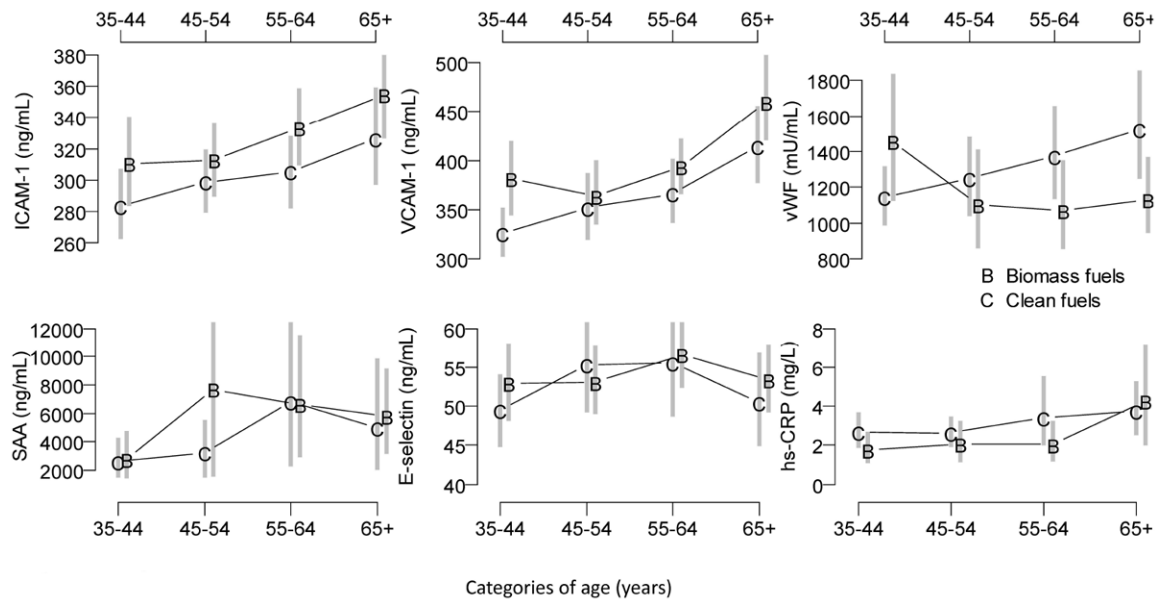 35-44 45-54 55-64 65+ 35-44 45-54 55-64 65+ 35-44 45-54 55-64 65+
ICAM-1 (ng/mL)
380
360
340
320
300
280
260
B B B B
C C C C
VCAM-1 (ng/mL)
500
450
400
350
300
B B B B
C C C C
vWF (mU/mL)
1800
1600
1400
1200
1000
800
B B B B
C C C C
B Biomass fuels
C Clean fuels
SAA (ng/mL)
12000
10000
8000
6000
4000
2000
B B B B
C C C C
E-selectin (ng/mL)
60
55
50
45
40
B B B B
C C C C
hs-CRP (mg/L)
8
6
4
2
0
B B B B
C C C C
35-44 45-54 55-64 65+ 35-44 45-54 55-64 65+ 35-44 45-54 55-64 65+
Categories of age (years)